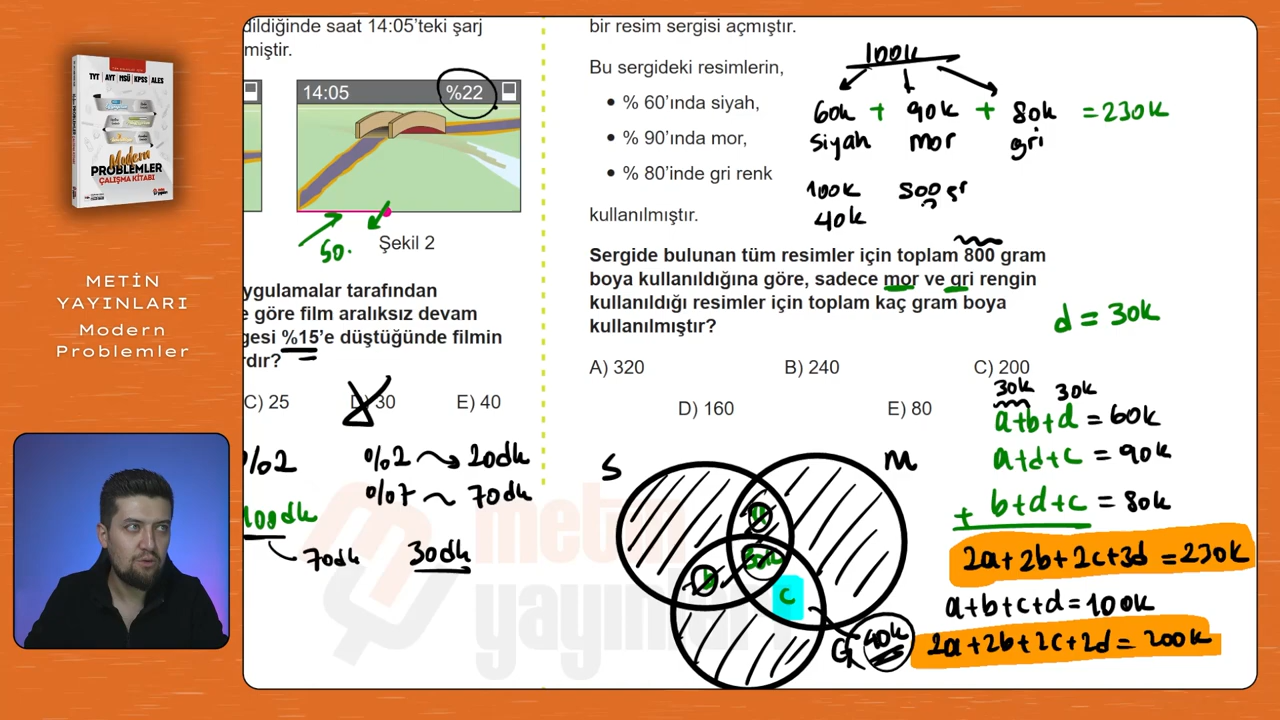 TYT | AYT | MSÜ | KPSS | ALES
Modern
PROBLEMLER
ÇALIŞMA KİTABI
METİN
YAYINLARI
Modern
Problemler
dildiğinde saat 14:05'teki şarj
miştir.
14:05 %22
50.
Şekil 2
ygulamalar tarafından
e göre film aralıksız devam
gesi %15'e düştüğünde filmin
rdır?
C) 25 D) 30 E) 40
%2 %2 20dk
%7 70dk
100dk
70dk 30dk
bir resim sergisi açmıştır.
Bu sergideki resimlerin,
• % 60'ında siyah,
• % 90'ında mor,
• % 80'inde gri renk
kullanılmıştır.
100k
60k + 90k + 80k = 230k
siyah mor gri
100k
40k
Sergide bulunan tüm resimler için toplam 800 gram
boya kullanıldığına göre, sadece mor ve gri rengin
kullanıldığı resimler için toplam kaç gram boya
kullanılmıştır?
d = 30k
A) 320 B) 240 C) 200
D) 160 E) 80
30k 30k
a+b+d = 60k
a+d+c = 90k
+ b+d+c = 80k
2a+2b+2c+3d = 230k
a+b+c+d = 100k
2a+2b+2c+2d = 200k
S M
30k
b c
G 40k
metin
yayınları